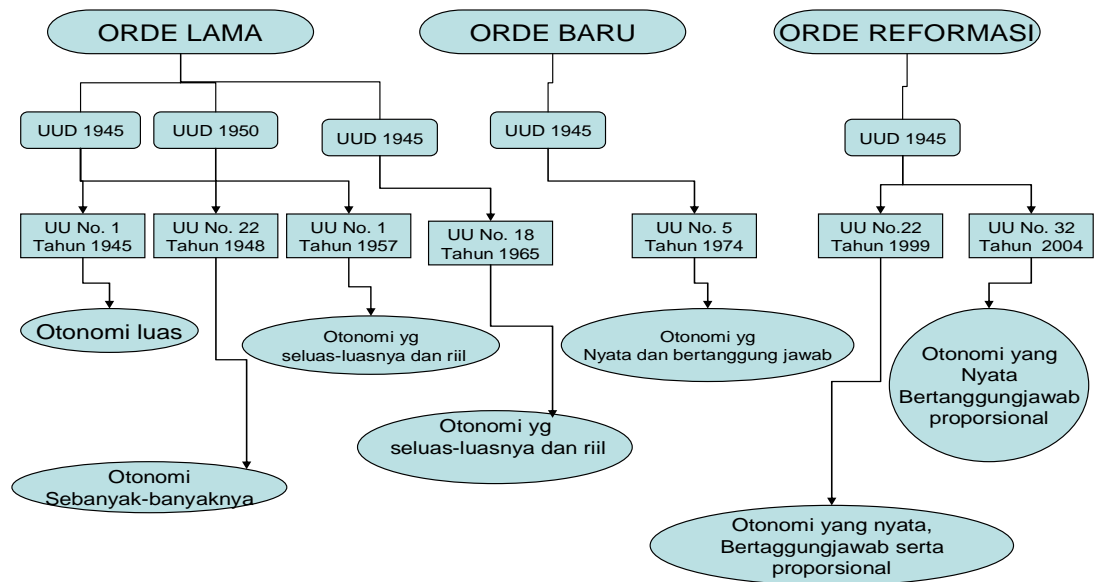 ORDE LAMA
ORDE BARU
ORDE REFORMASI
UUD 1945
UUD 1950
UUD 1945
UUD 1945
UUD 1945
UU No. 1
Tahun 1945
UU No. 22
Tahun 1948
UU No. 1
Tahun 1957
UU No. 18
Tahun 1965
UU No. 5
Tahun 1974
UU No.22
Tahun 1999
UU No. 32
Tahun 2004
Otonomi luas
Otonomi yg
seluas-luasnya dan riil
Otonomi yg
Nyata dan bertanggung jawab
Otonomi yang
Nyata
Bertanggungjawab
proporsional
Otonomi yg
seluas-luasnya dan riil
Otonomi
Sebanyak-banyaknya
Otonomi yang nyata,
Bertaggungjawab serta
proporsional